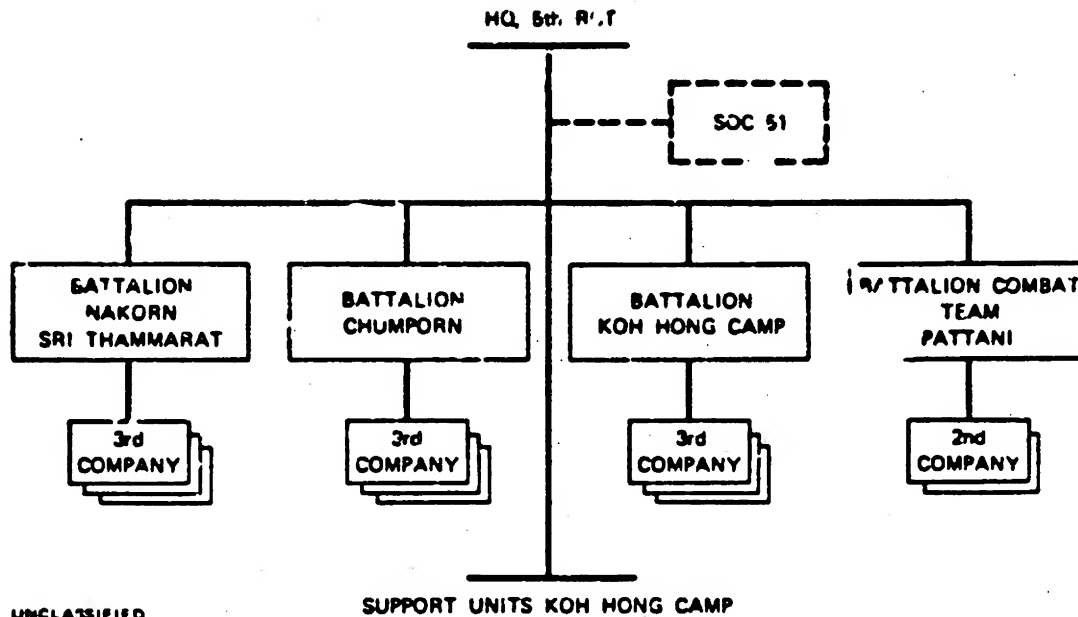 HQ, 5th
SOC 51
BATTALION
NAKORN
SRI THAMMARAT
BATTALION
CHUMPORN
BATTALION
KOH HONG CAMP
BATTALION COMBAT
TEAM
PATTANI
3rd
COMPANY
3rd
COMPANY
3rd
COMPANY
2nd
COMPANY
SUPPORT UNITS KOH HONG CAMP
UNCLASSIFIED